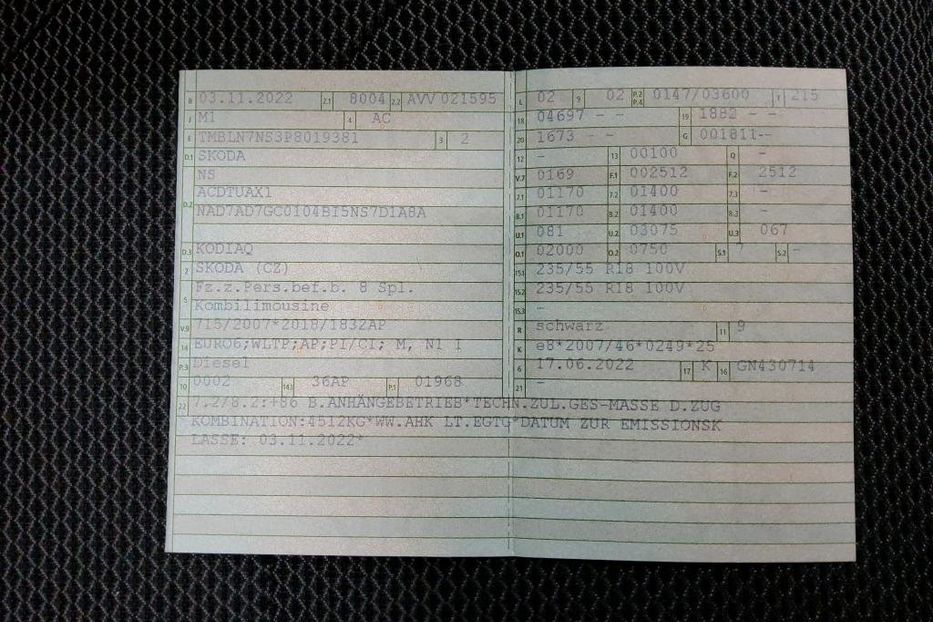 B 03.11.2022 2.1 8004 2.2 AVV021595
J M1 4 AC
E TMBLN7NS3P8019381 3 2
D.1 SKODA
NS
D.2 ACDTUAX1
NAD7AD7GC0104BT5NS7D1A8A
D.3 KODIAQ
2 SKODA (CZ)
5 Fz.z.Pers.bef.b. 8 Spl.
Kombilimousine
V.9 715/2007*2018/1832AP
14 EURO6;WLTP;AP;PI/CI; M, N1 I
P.3 Diesel
10 0002 14.1 36AP P.1 01968
L 02 9 02 P.2 P.4 0147/03600 T 215
18 04697 - - 19 1882 - -
20 1673 - - G 001811--
12 - 13 00100 Q -
V.7 0169 F.1 002512 F.2 2512
7.1 01170 7.2 01400 7.3 -
8.1 01170 8.2 01400 8.3 -
U.1 081 U.2 03075 U.3 067
O.1 02000 O.2 0750 S.1 7 S.2 -
15.1 235/55 R18 100V
15.2 235/55 R18 100V
15.3 -
R schwarz 11 9
K e8*2007/46*0249*25
6 17.06.2022 17 K 16 GN430714
21 -
22 7.2/8.2:+86 B.ANHÄNGEBETRIEB*TECHN.ZUL.GES-MASSE D.ZUG
KOMBINATION:4512KG*WW.AHK LT.EGTG*DATUM ZUR EMISSIONSK
LASSE: 03.11.2022*